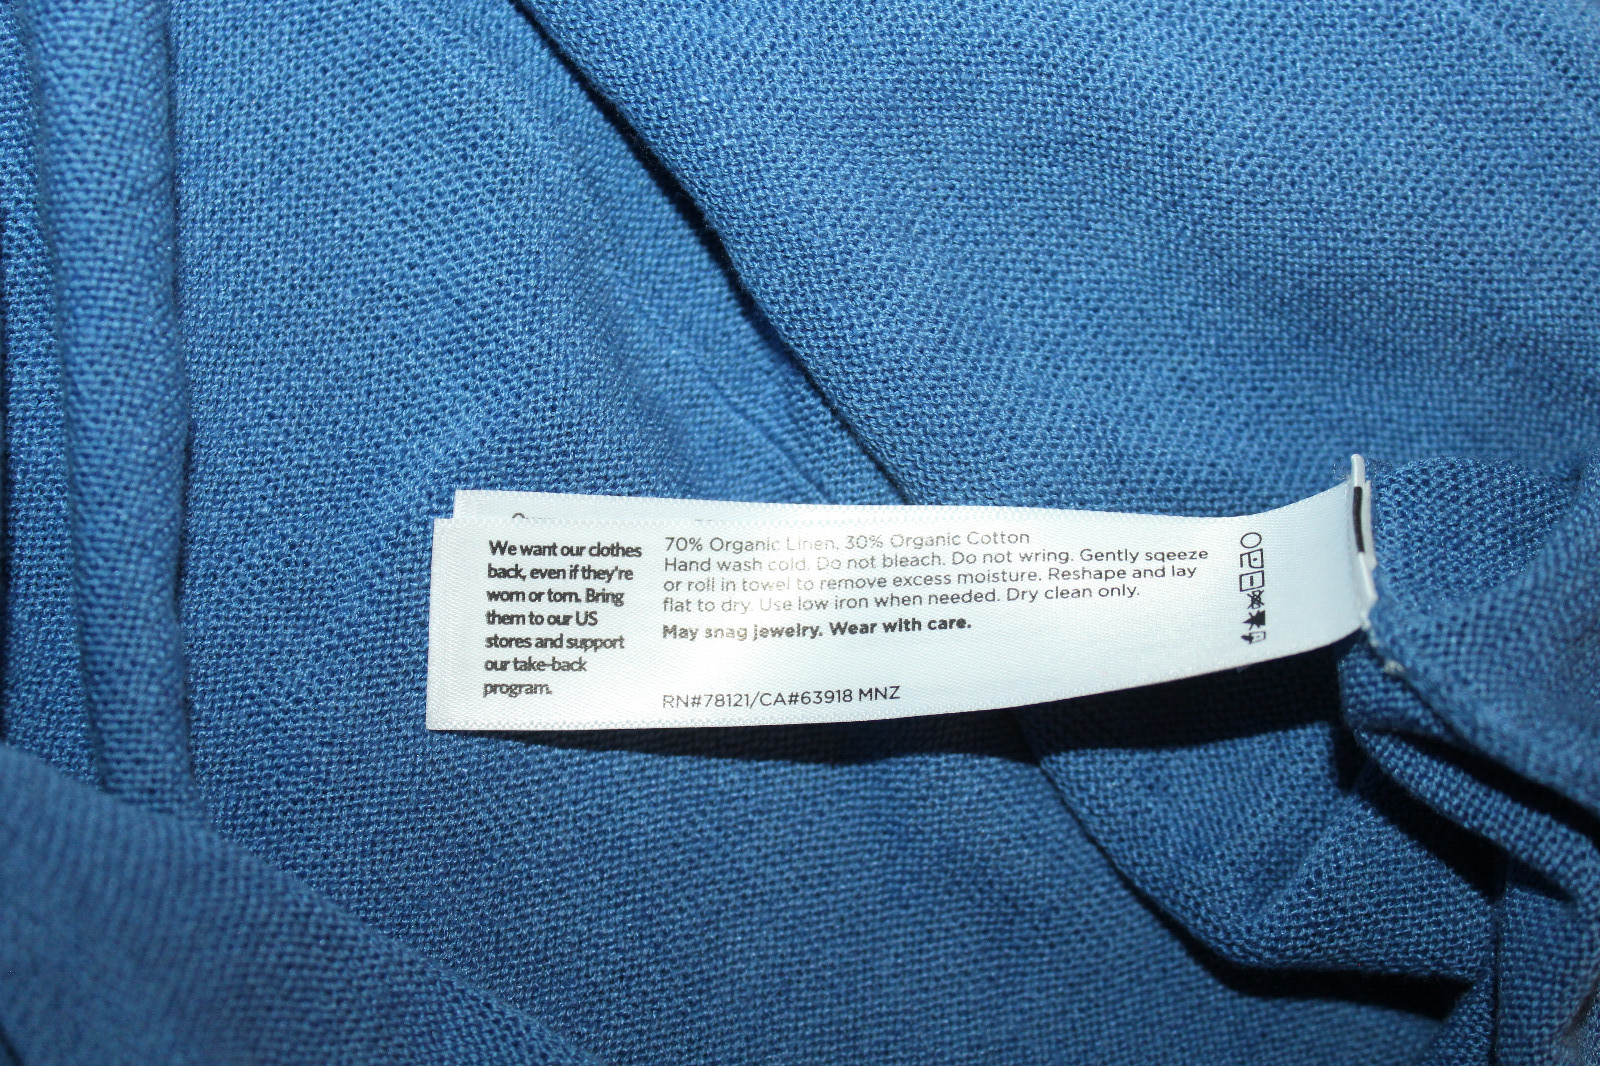 We want our clothes
back, even if they're
worn or torn. Bring
them to our US
stores and support
our take-back
program.
70% Organic Linen, 30% Organic Cotton
Hand wash cold. Do not bleach. Do not wring. Gently sqeeze
or roll in towel to remove excess moisture. Reshape and lay
flat to dry. Use low iron when needed. Dry clean only.
May snag jewelry. Wear with care.
RN#78121/CA#63918 MNZ